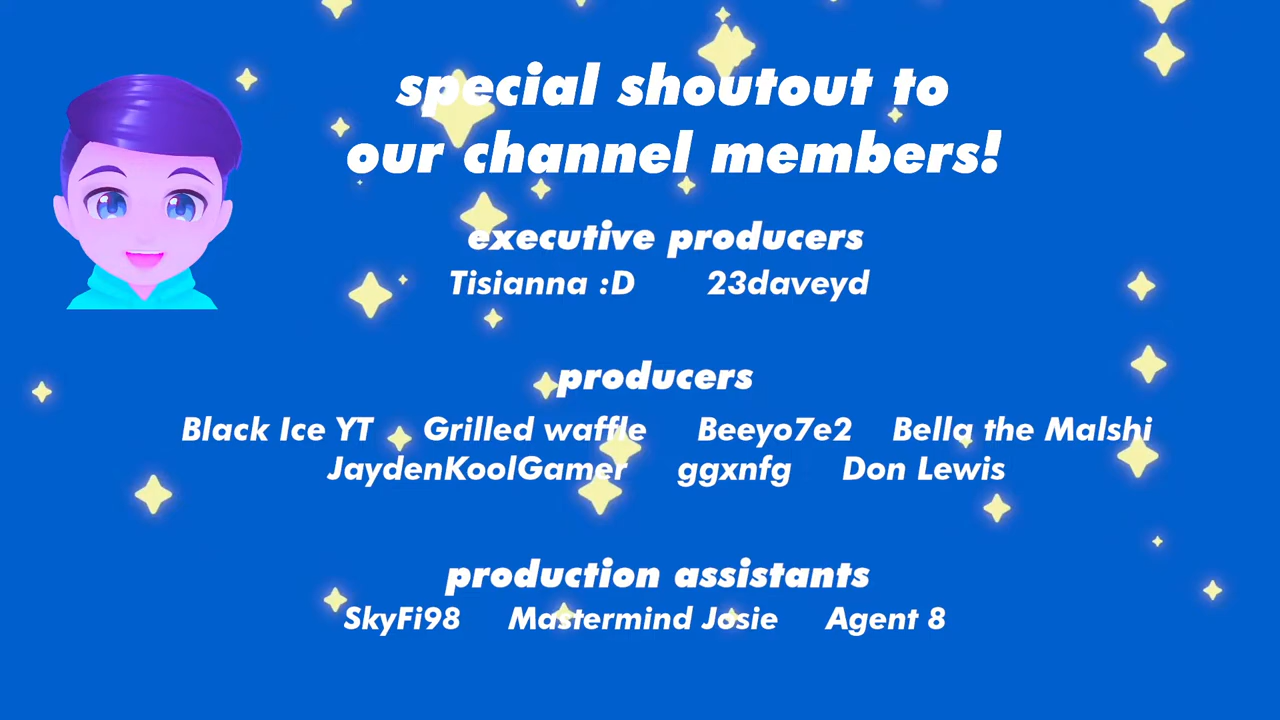 special shoutout to
our channel members!
executive producers
Tisianna :D 23daveyd
producers
Black Ice YT Grilled waffle Beeyo7e2 Bella the Malshi
JaydenKoolGamer ggxnfg Don Lewis
production assistants
SkyFi98 Mastermind Josie Agent 8